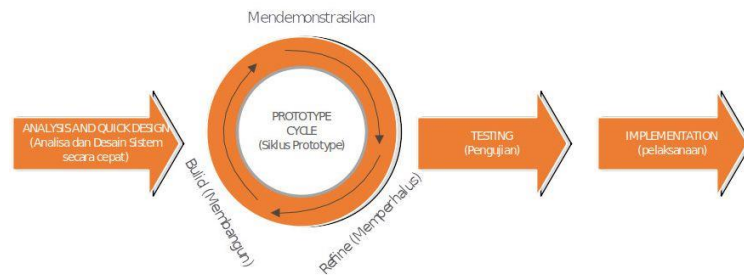 Mendemonstrasikan
ANALYSIS AND QUICK DESIGN
(Analisa dan Desain Sistem
secara cepat)
PROTOTYPE
CYCLE
(Siklus Prototype)
Bulid (Membangun)
Refine (Memperhalus)
TESTING
(Pengujian)
IMPLEMENTATION
(pelaksanaan)